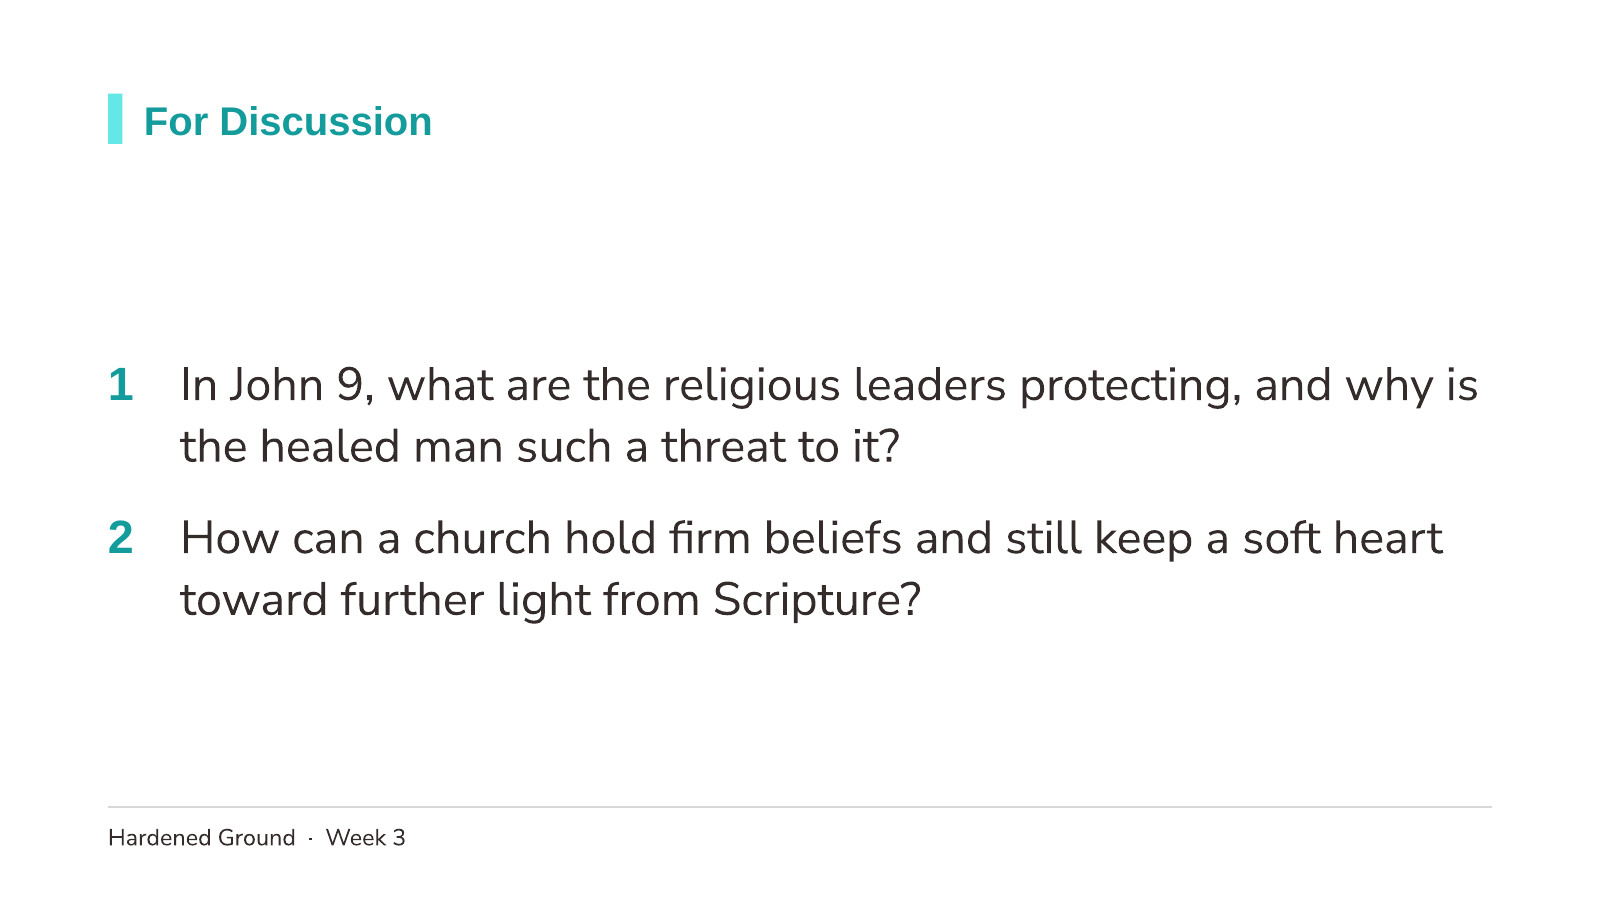 For Discussion
1 In John 9, what are the religious leaders protecting, and why is
the healed man such a threat to it?
2 How can a church hold firm beliefs and still keep a soft heart
toward further light from Scripture?
Hardened Ground · Week 3